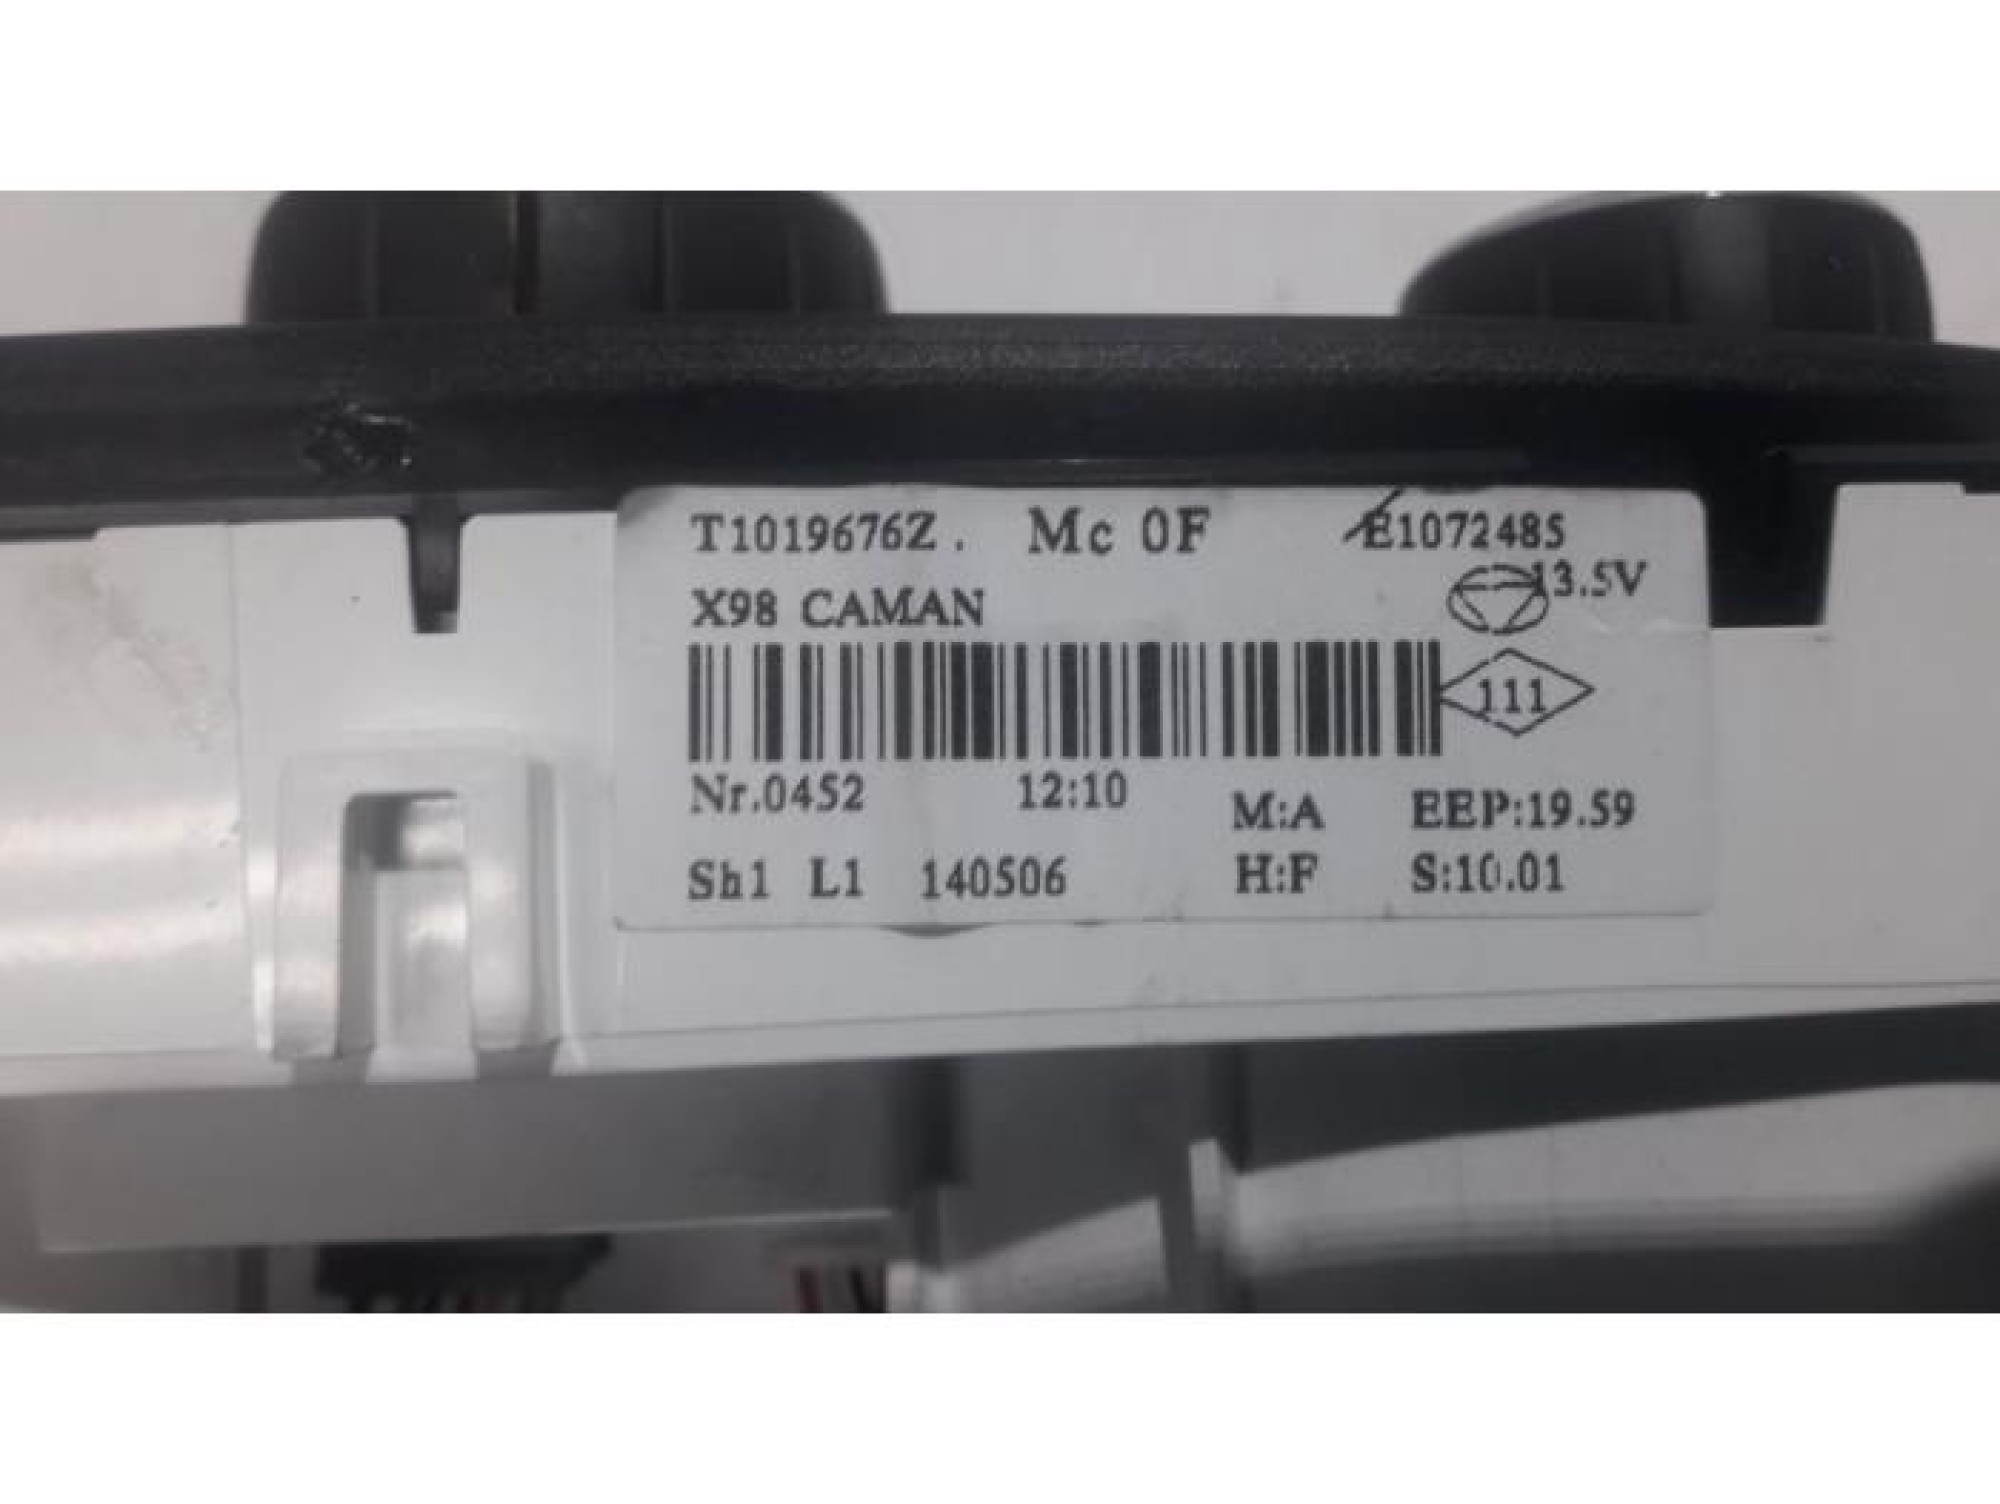 T1019676Z. Mc 0F E1072485
13.5V
X98 CAMAN
111
Nr.0452 12:10 M:A EEP:19.59
Sh1 L1 140506 H:F S:10.01